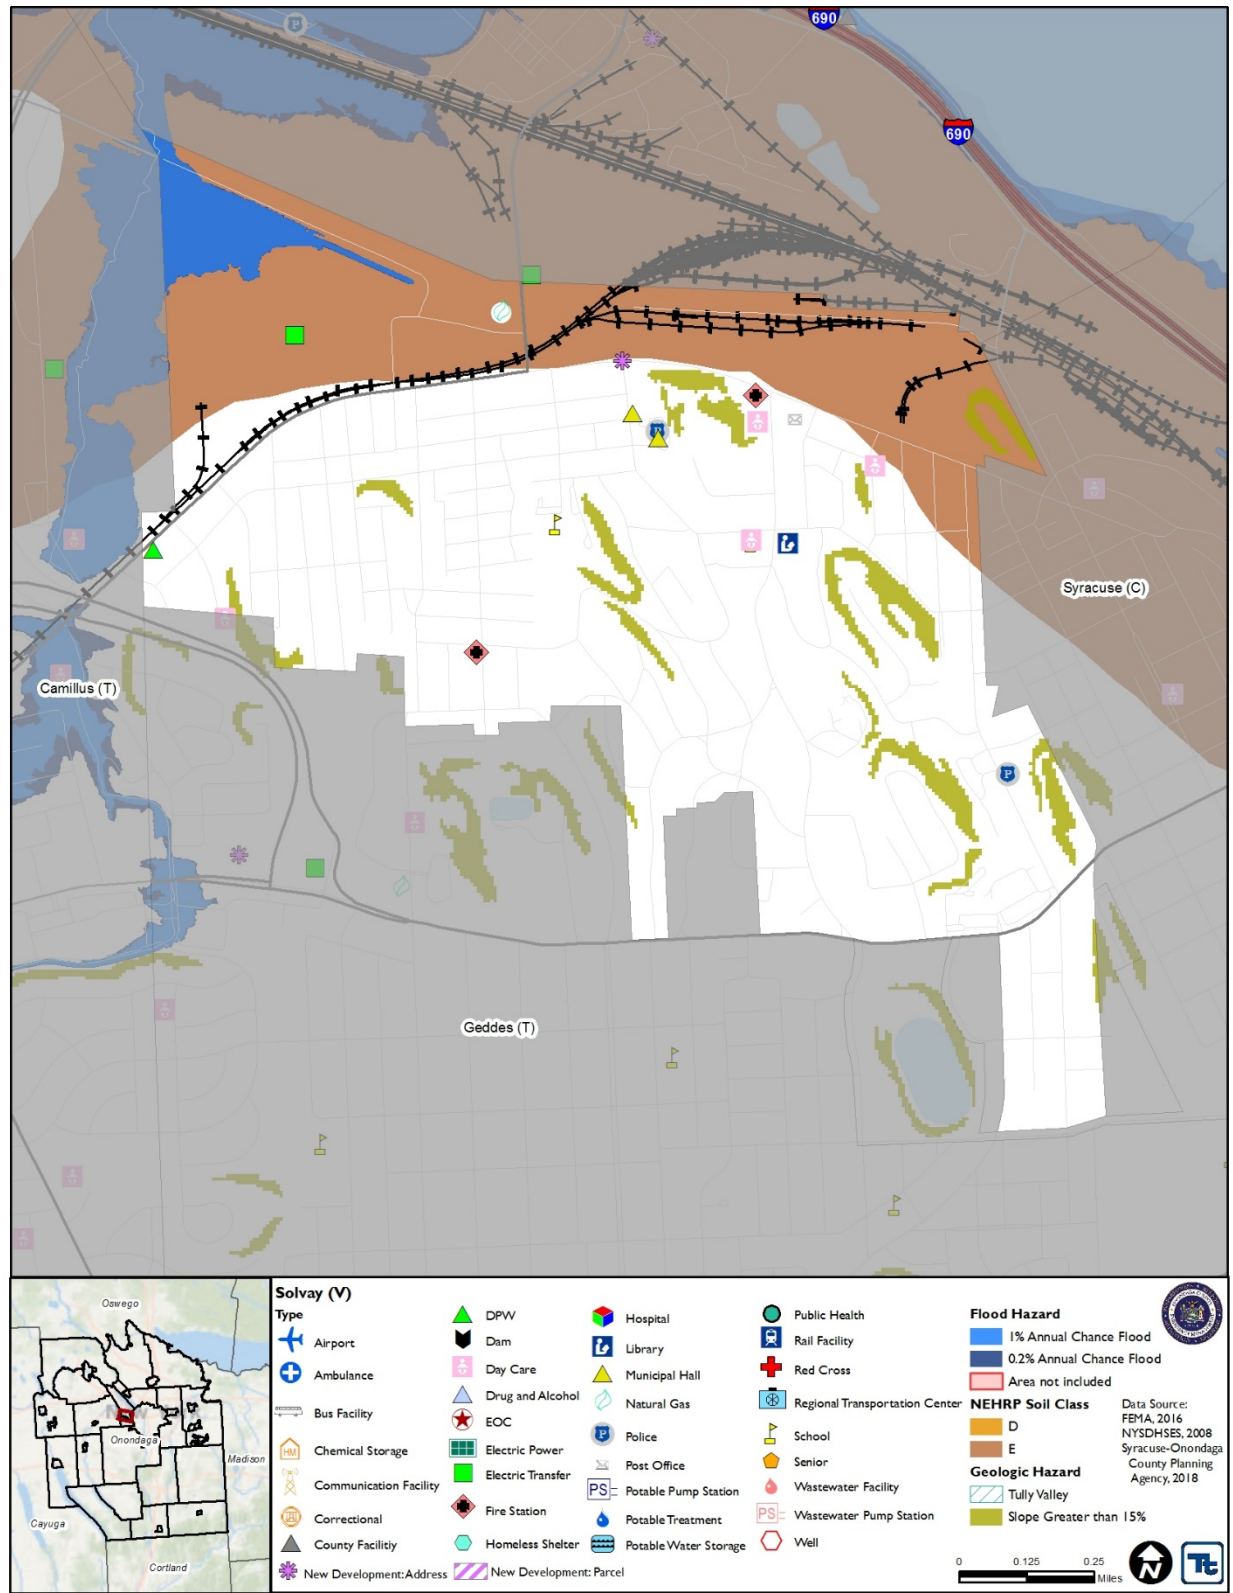 690
P
690
P
Syracuse (C)
Camillus (T)
P
Geddes (T)
Oswego
Onondaga
Madison
Cayuga
Cortland
Solvay (V)
Type
Airport
Ambulance
Bus Facility
HM Chemical Storage
Communication Facility
Correctional
County Facilitiy
New Development: Address
DPW
Dam
Day Care
Drug and Alcohol
EOC
Electric Power
Electric Transfer
Fire Station
Homeless Shelter
New Development: Parcel
Hospital
Library
Municipal Hall
Natural Gas
P Police
Post Office
PS Potable Pump Station
Potable Treatment
Potable Water Storage
Public Health
Rail Facility
Red Cross
Regional Transportation Center
School
Senior
Wastewater Facility
PS Wastewater Pump Station
Well
Flood Hazard
1% Annual Chance Flood
0.2% Annual Chance Flood
Area not included
NEHRP Soil Class
D
E
Geologic Hazard
Tully Valley
Slope Greater than 15%
Data Source:
FEMA, 2016
NYSDHSES, 2008
Syracuse-Onondaga
County Planning
Agency, 2018
0 0.125 0.25
Miles
N
Tt